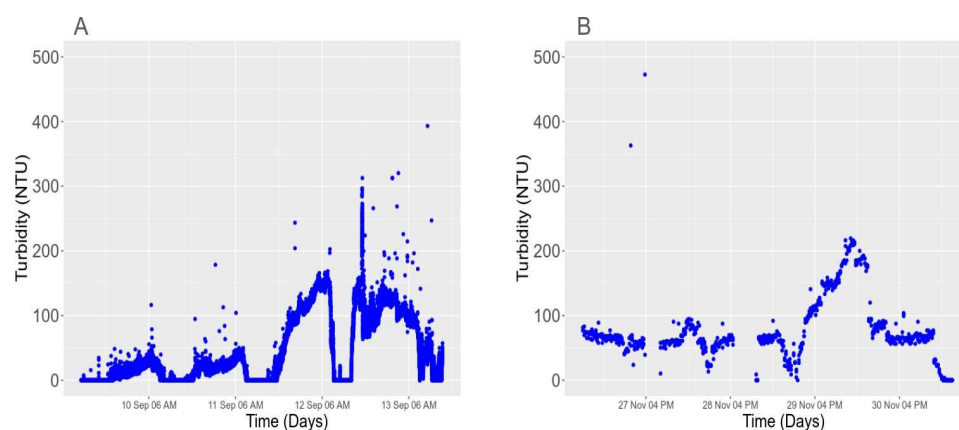 A
B
500
400
300
200
100
0
Turbidity (NTU)
10 Sep 06 AM
11 Sep 06 AM
12 Sep 06 AM
13 Sep 06 AM
Time (Days)
500
400
300
200
100
0
Turbidity (NTU)
27 Nov 04 PM
28 Nov 04 PM
29 Nov 04 PM
30 Nov 04 PM
Time (Days)